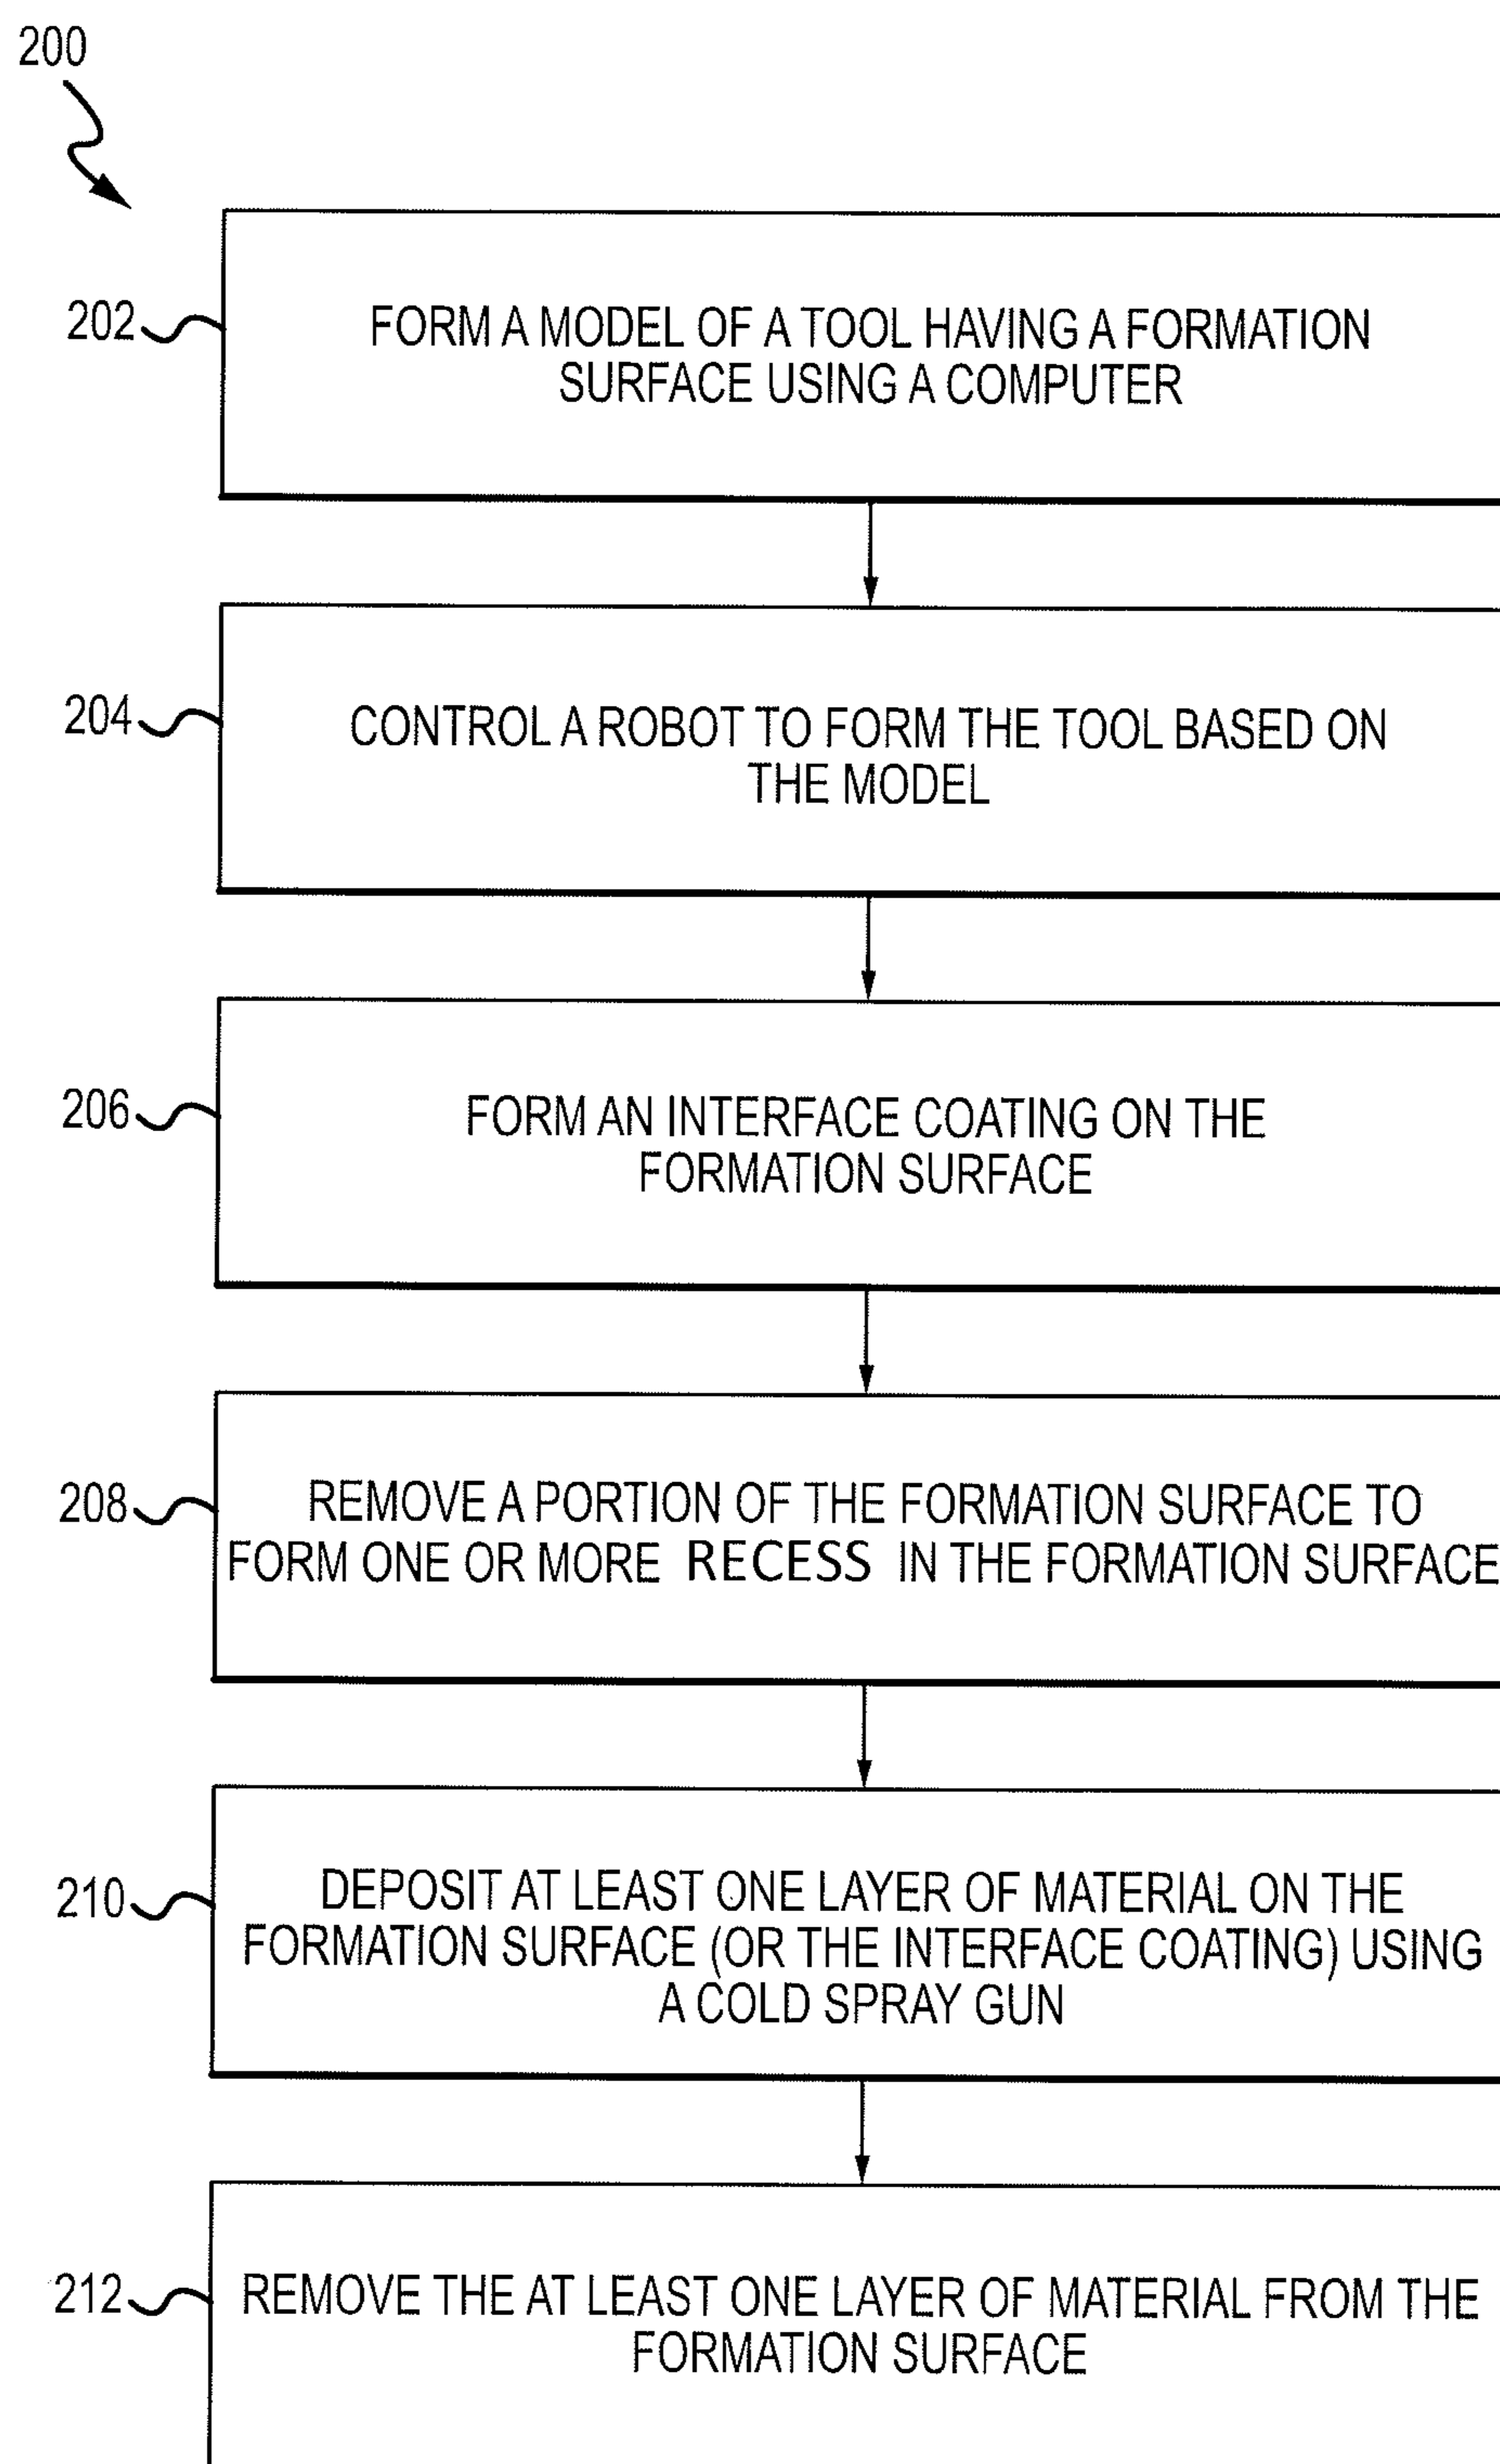 200
202
FORM A MODEL OF A TOOL HAVING A FORMATION
SURFACE USING A COMPUTER
204
CONTROL A ROBOT TO FORM THE TOOL BASED ON
THE MODEL
206
FORM AN INTERFACE COATING ON THE
FORMATION SURFACE
208
REMOVE A PORTION OF THE FORMATION SURFACE TO
FORM ONE OR MORE RECESS IN THE FORMATION SURFACE
210
DEPOSIT AT LEAST ONE LAYER OF MATERIAL ON THE
FORMATION SURFACE (OR THE INTERFACE COATING) USING
A COLD SPRAY GUN
212
REMOVE THE AT LEAST ONE LAYER OF MATERIAL FROM THE
FORMATION SURFACE